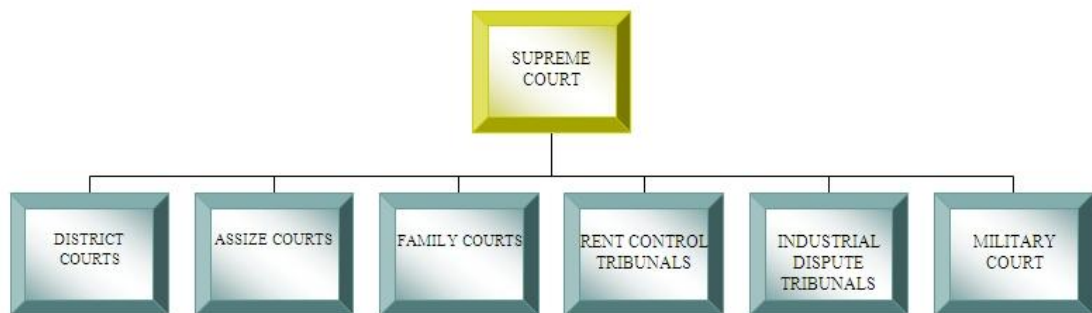 SUPREME
COURT
DISTRICT
COURTS
ASSIZE COURTS
FAMILY COURTS
RENT CONTROL
TRIBUNALS
INDUSTRIAL
DISPUTE
TRIBUNALS
MILITARY
COURT